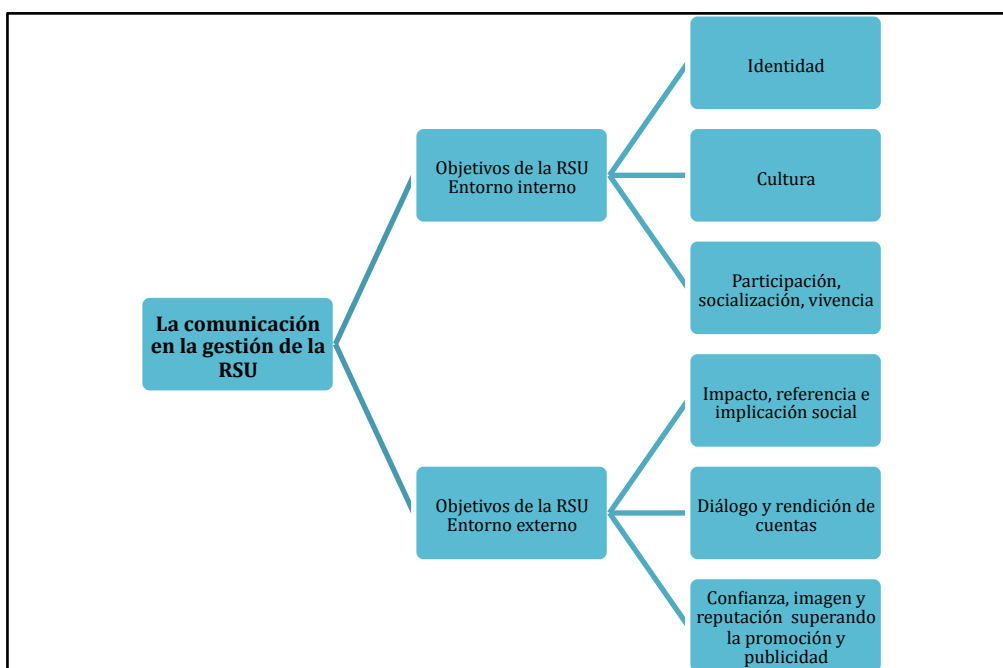 La comunicación
en la gestión de la
RSU
Objetivos de la RSU
Entorno interno
Identidad
Cultura
Participación,
socialización, vivencia
Objetivos de la RSU
Entorno externo
Impacto, referencia e
implicación social
Diálogo y rendición de
cuentas
Confianza, imagen y
reputación superando
la promoción y
publicidad